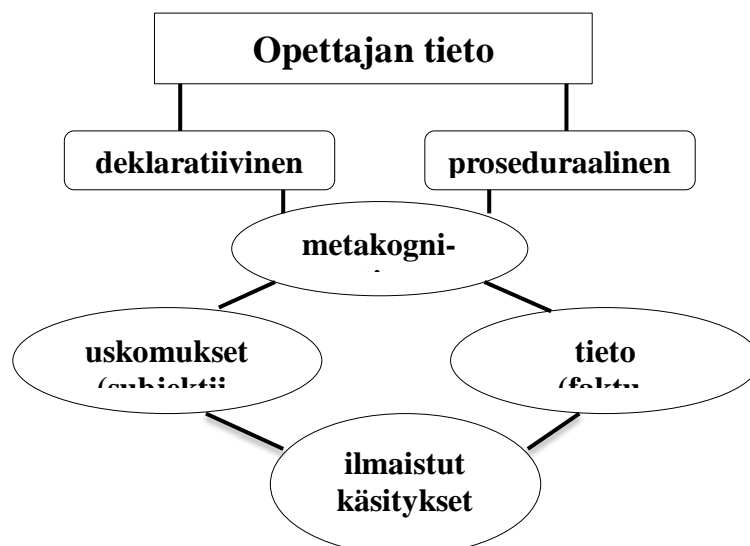 Opettajan tieto
deklaratiivinen
proseduraalinen
metakogni-
uskomukset
tieto
ilmaistut
käsitykset